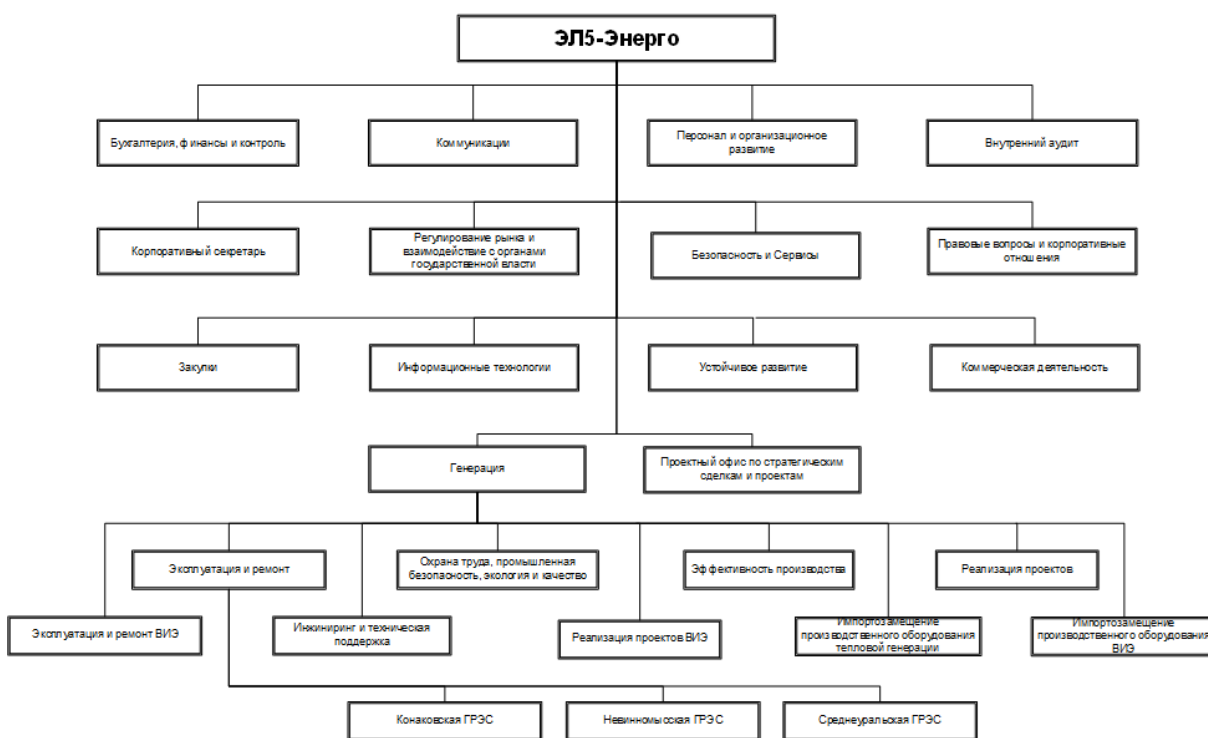 ЭЛ5-Энерго
Бухгалтерия, финансы и контроль
Коммуникации
Персонал и организационное
развитие
Внутренний аудит
Корпоративный секретарь
Регулирование рынка и
взаимодействие с органами
государственной власти
Безопасность и Сервисы
Правовые вопросы и корпоративные
отношения
Закупки
Информационные технологии
Устойчивое развитие
Коммерческая деятельность
Генерация
Проектный офис по стратегическим
сделкам и проектам
Эксплуатация и ремонт
Охрана труда, промышленная
безопасность, экология и качество
Эффективность производства
Реализация проектов
Эксплуатация и ремонт ВИЭ
Инжиниринг и техническая
поддержка
Реализация проектов ВИЭ
Импортозамещение
производственного оборудования
тепловой генерации
Импортозамещение
производственного оборудования
ВИЭ
Конаковская ГРЭС
Невинномысская ГРЭС
Среднеуральская ГРЭС